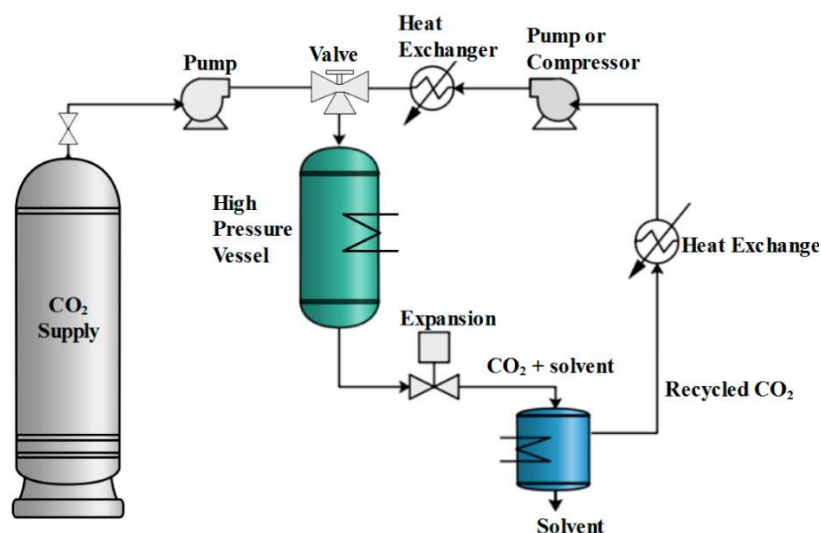 Heat
Exchanger
Pump or
Compressor
Valve
Pump
High
Pressure
Vessel
Heat Exchange
CO₂
Supply
Expansion
CO₂ + solvent
Recycled CO₂
Solvent